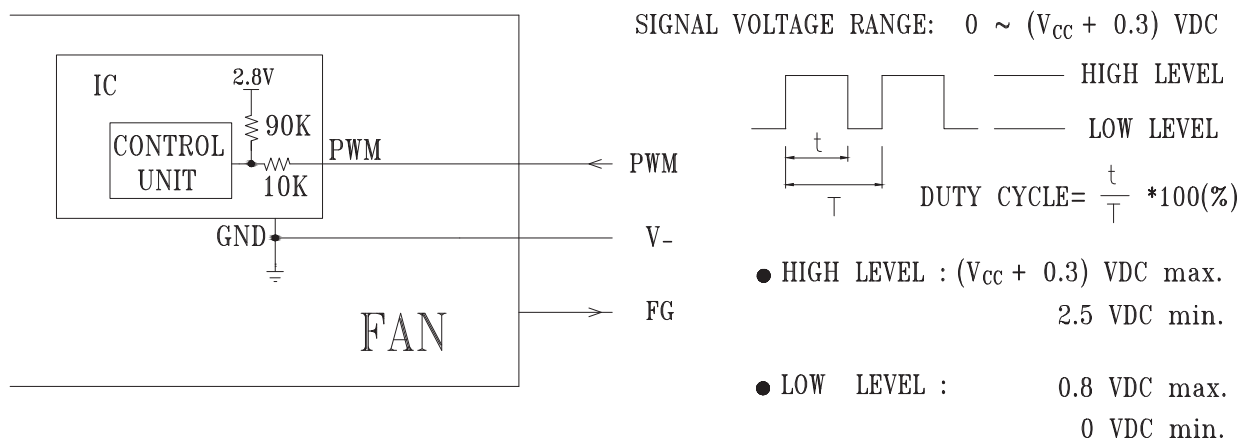 IC
2.8V
90K
CONTROL
UNIT
10K
PWM
GND
FAN
PWM
V-
FG
SIGNAL VOLTAGE RANGE: 0 ~ (VCC + 0.3) VDC
HIGH LEVEL
LOW LEVEL
t
T
DUTY CYCLE= t/T *100(%)
● HIGH LEVEL : (VCC + 0.3) VDC max.
2.5 VDC min.
● LOW LEVEL : 0.8 VDC max.
0 VDC min.